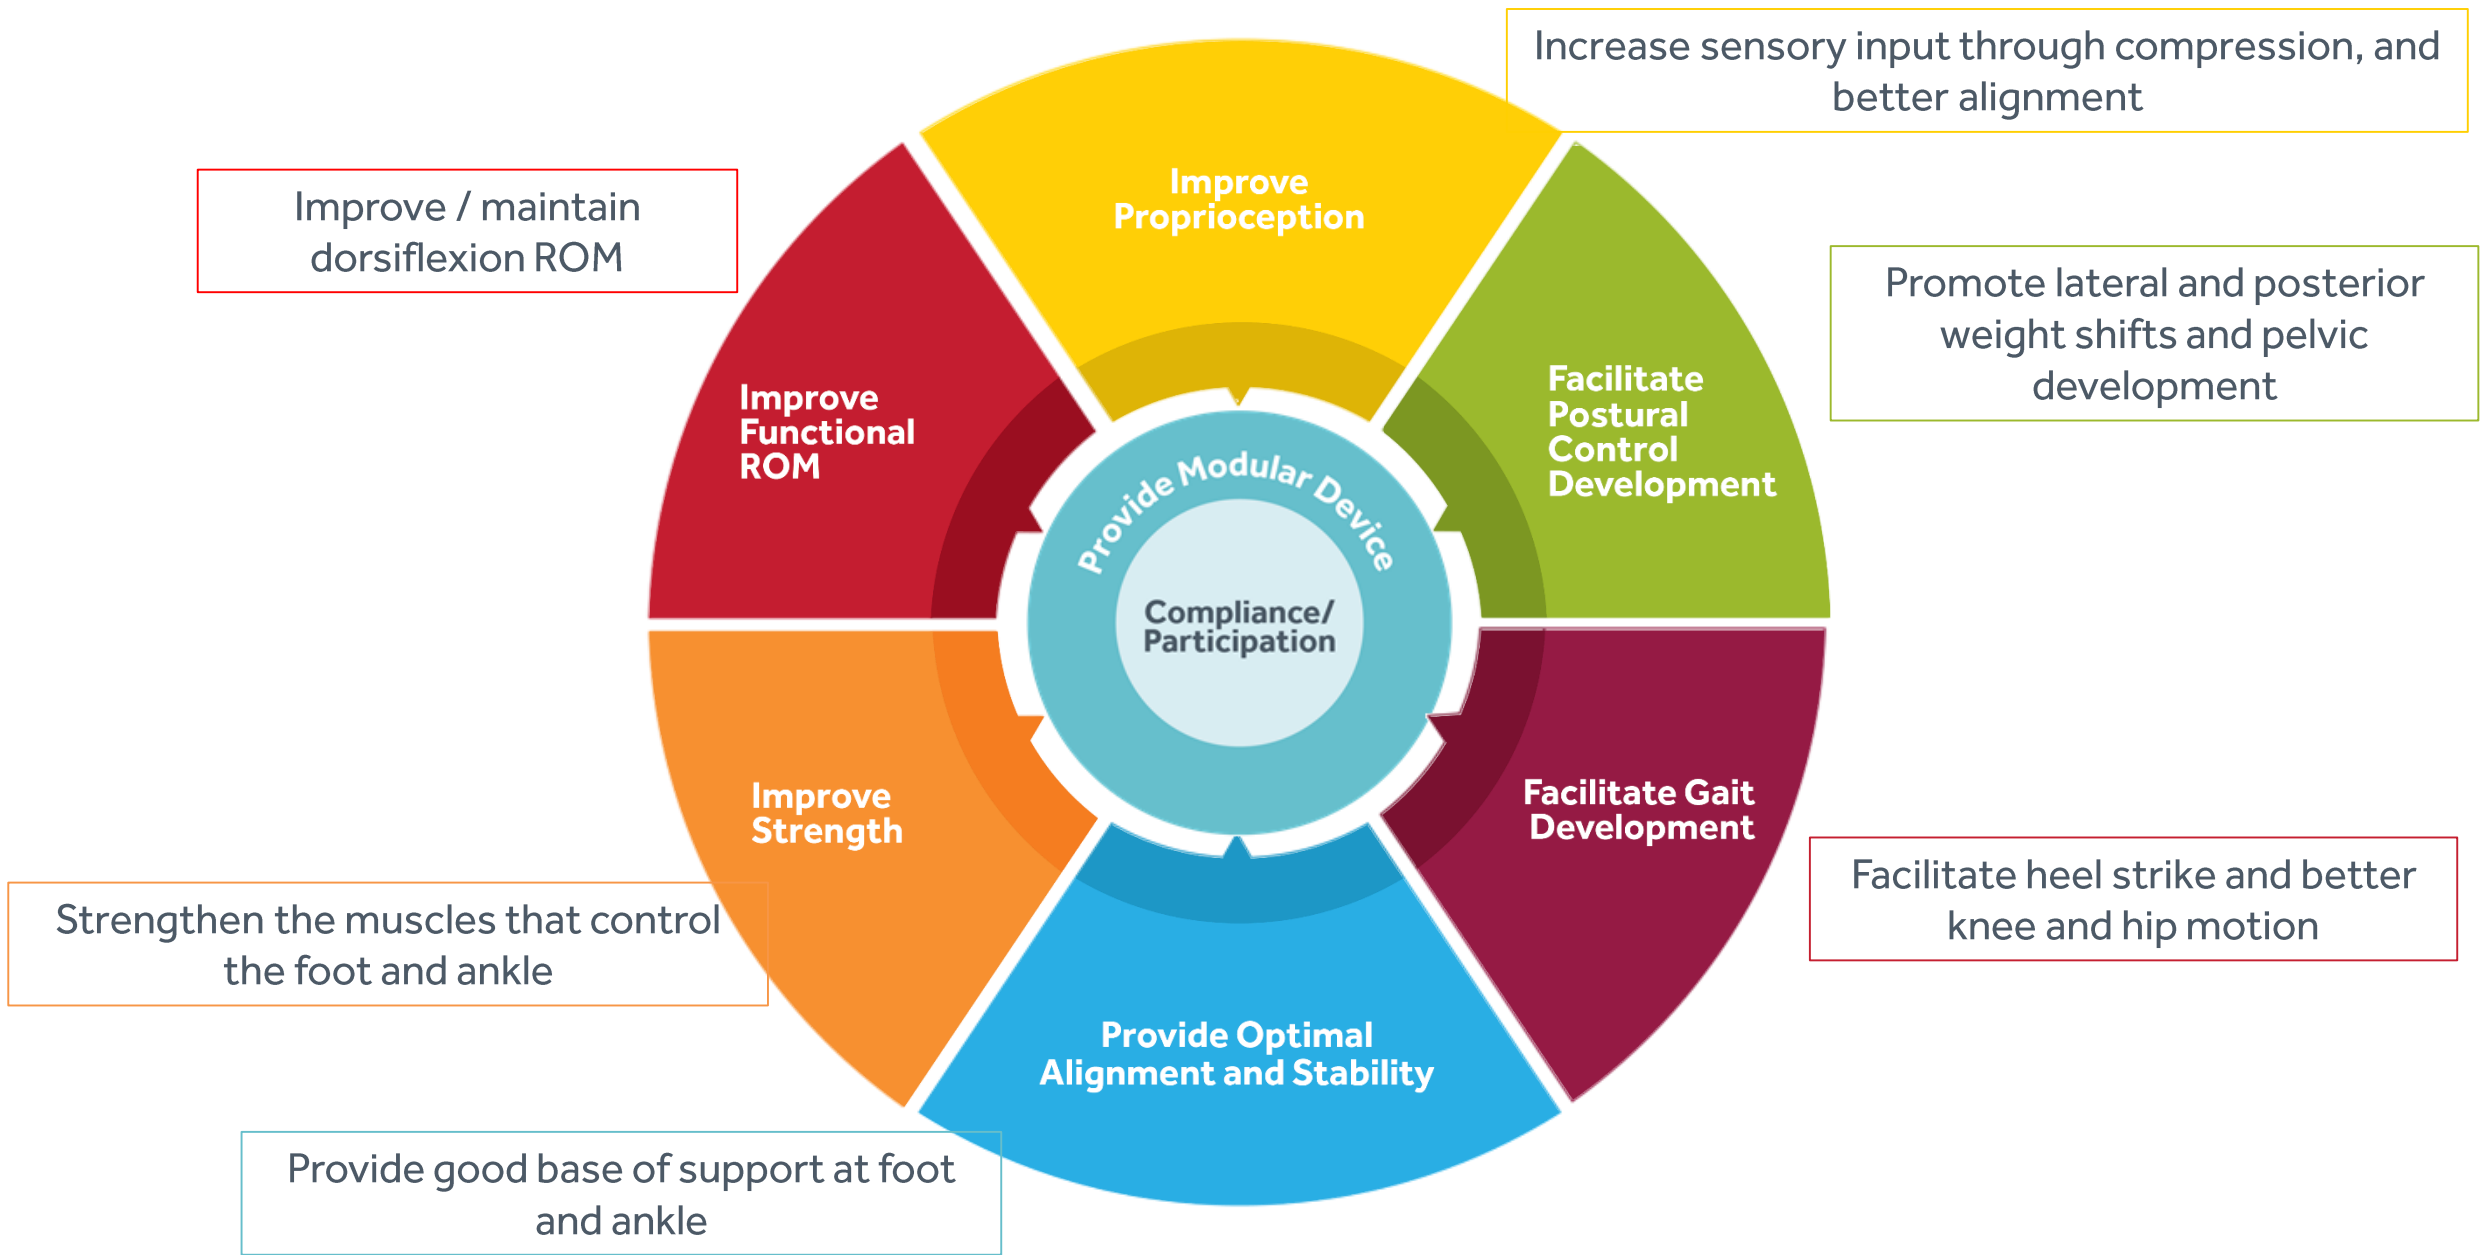 Increase sensory input through compression, and
better alignment
Improve
Proprioception
Improve / maintain
dorsiflexion ROM
Promote lateral and posterior
weight shifts and pelvic
development
Facilitate
Postural
Control
Development
Improve
Functional
ROM
Provide Modular Device
Compliance/
Participation
Improve
Strength
Facilitate Gait
Development
Facilitate heel strike and better
knee and hip motion
Strengthen the muscles that control
the foot and ankle
Provide Optimal
Alignment and Stability
Provide good base of support at foot
and ankle